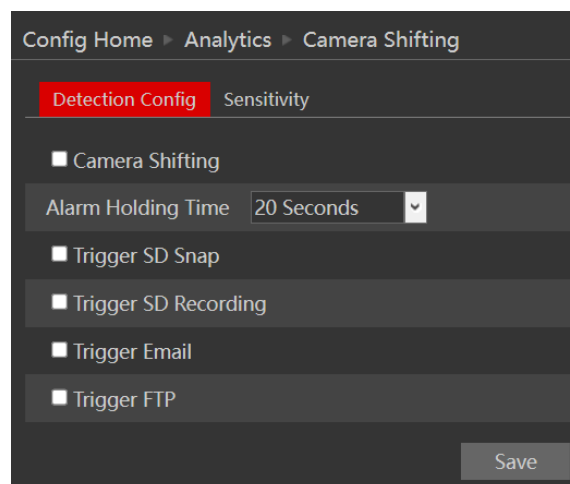 Config Home ▸ Analytics ▸ Camera Shifting
Detection Config Sensitivity
Camera Shifting
Alarm Holding Time 20 Seconds
Trigger SD Snap
Trigger SD Recording
Trigger Email
Trigger FTP
Save